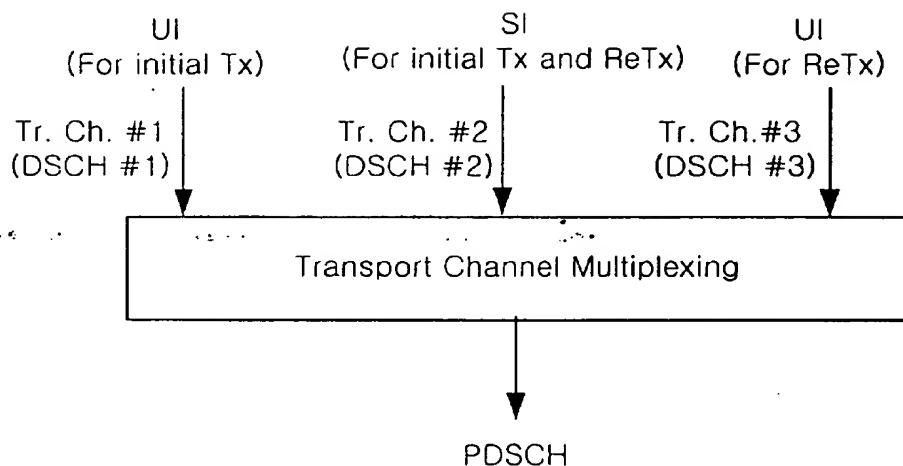 UI
(For initial Tx)
SI
(For initial Tx and ReTx)
UI
(For ReTx)
Tr. Ch. #1
(DSCH #1)
Tr. Ch. #2
(DSCH #2)
Tr. Ch.#3
(DSCH #3)
Transport Channel Multiplexing
PDSCH